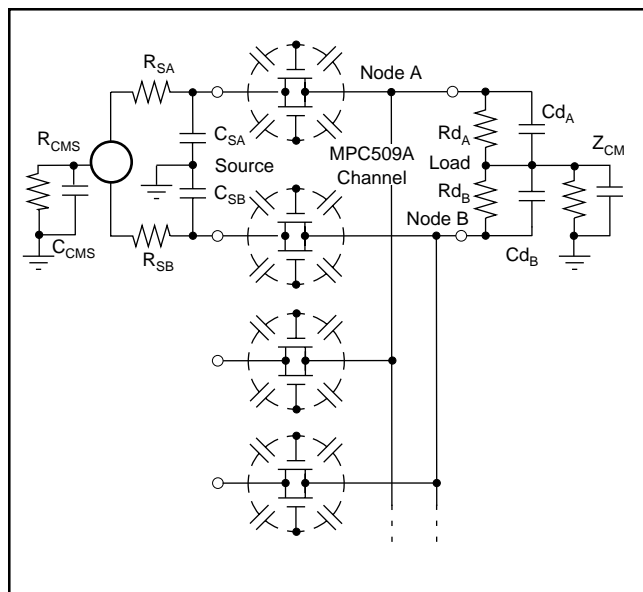 R_SA
Node A
Cd_A
R_CMS
C_SA
Rd_A
Z_CM
MPC509A
Channel
Source
Load
C_SB
Rd_B
Node B
C_CMS
R_SB
Cd_B